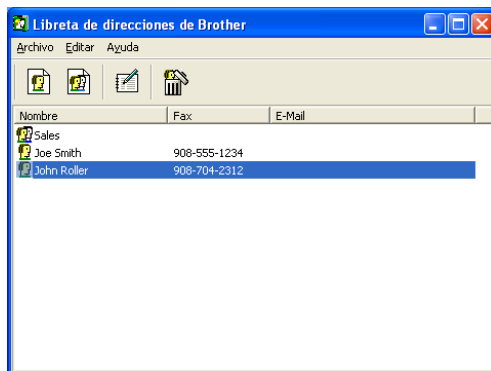 Libreta de direcciones de Brother
Archivo Editar Ayuda
Nombre Fax E-Mail
Sales
Joe Smith 908-555-1234
John Roller 908-704-2312